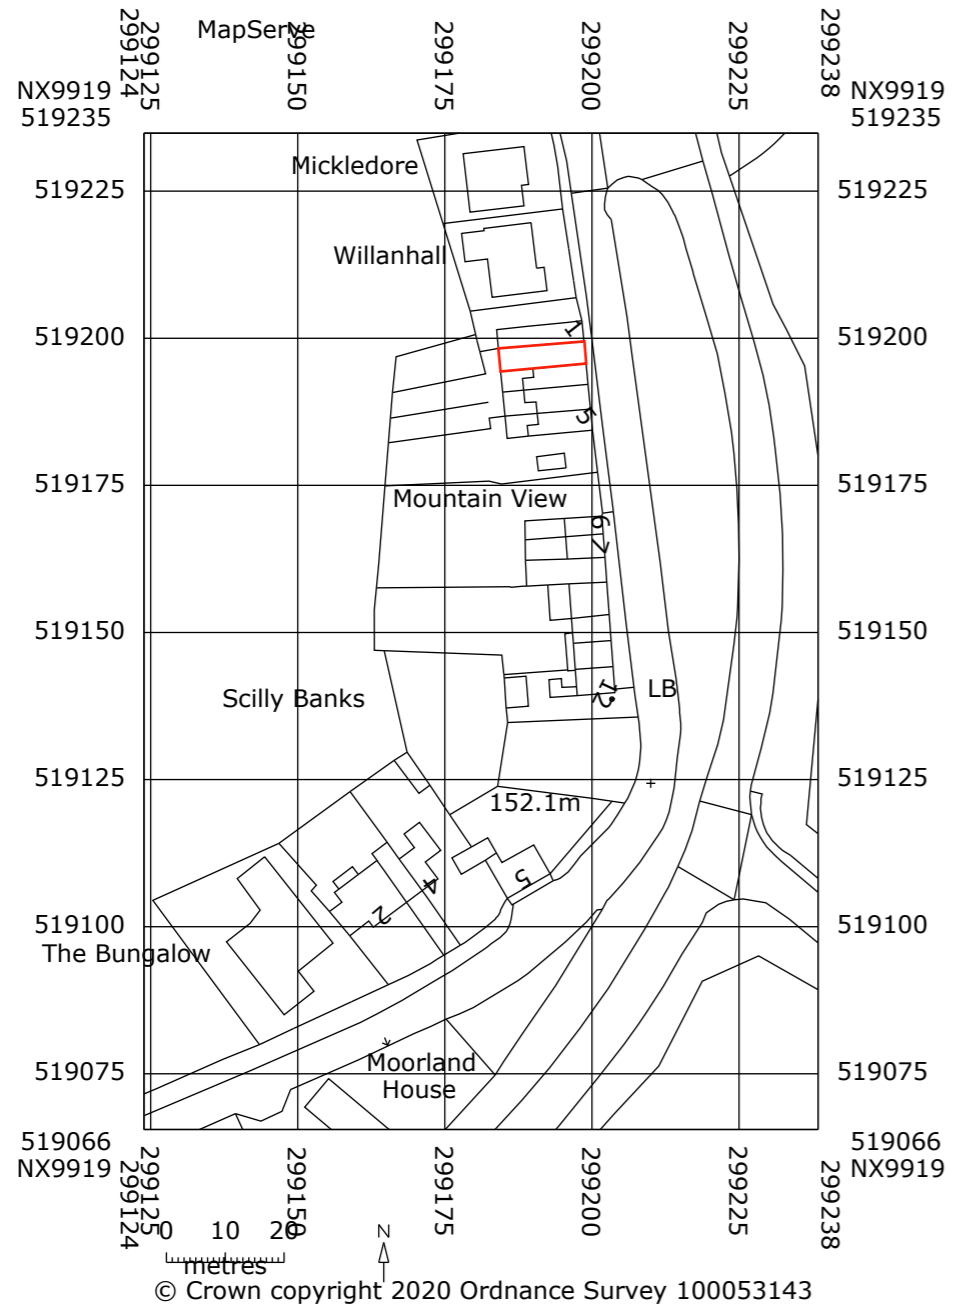 MapServe
299124
299125
299150
299175
299200
299225
299238
NX9919
519235
NX9919
519235
Mickledore
519225
519225
Willanhall
519200
519200
1
5
519175
519175
Mountain View
6
7
519150
519150
Scilly Banks
12
LB
519125
519125
152.1m
5
4
2
519100
519100
The Bungalow
519075
519075
Moorland
House
519066
NX9919
519066
NX9919
299124
299125
299150
299175
299200
299225
299238
0 10 20
metres
N
© Crown copyright 2020 Ordnance Survey 100053143